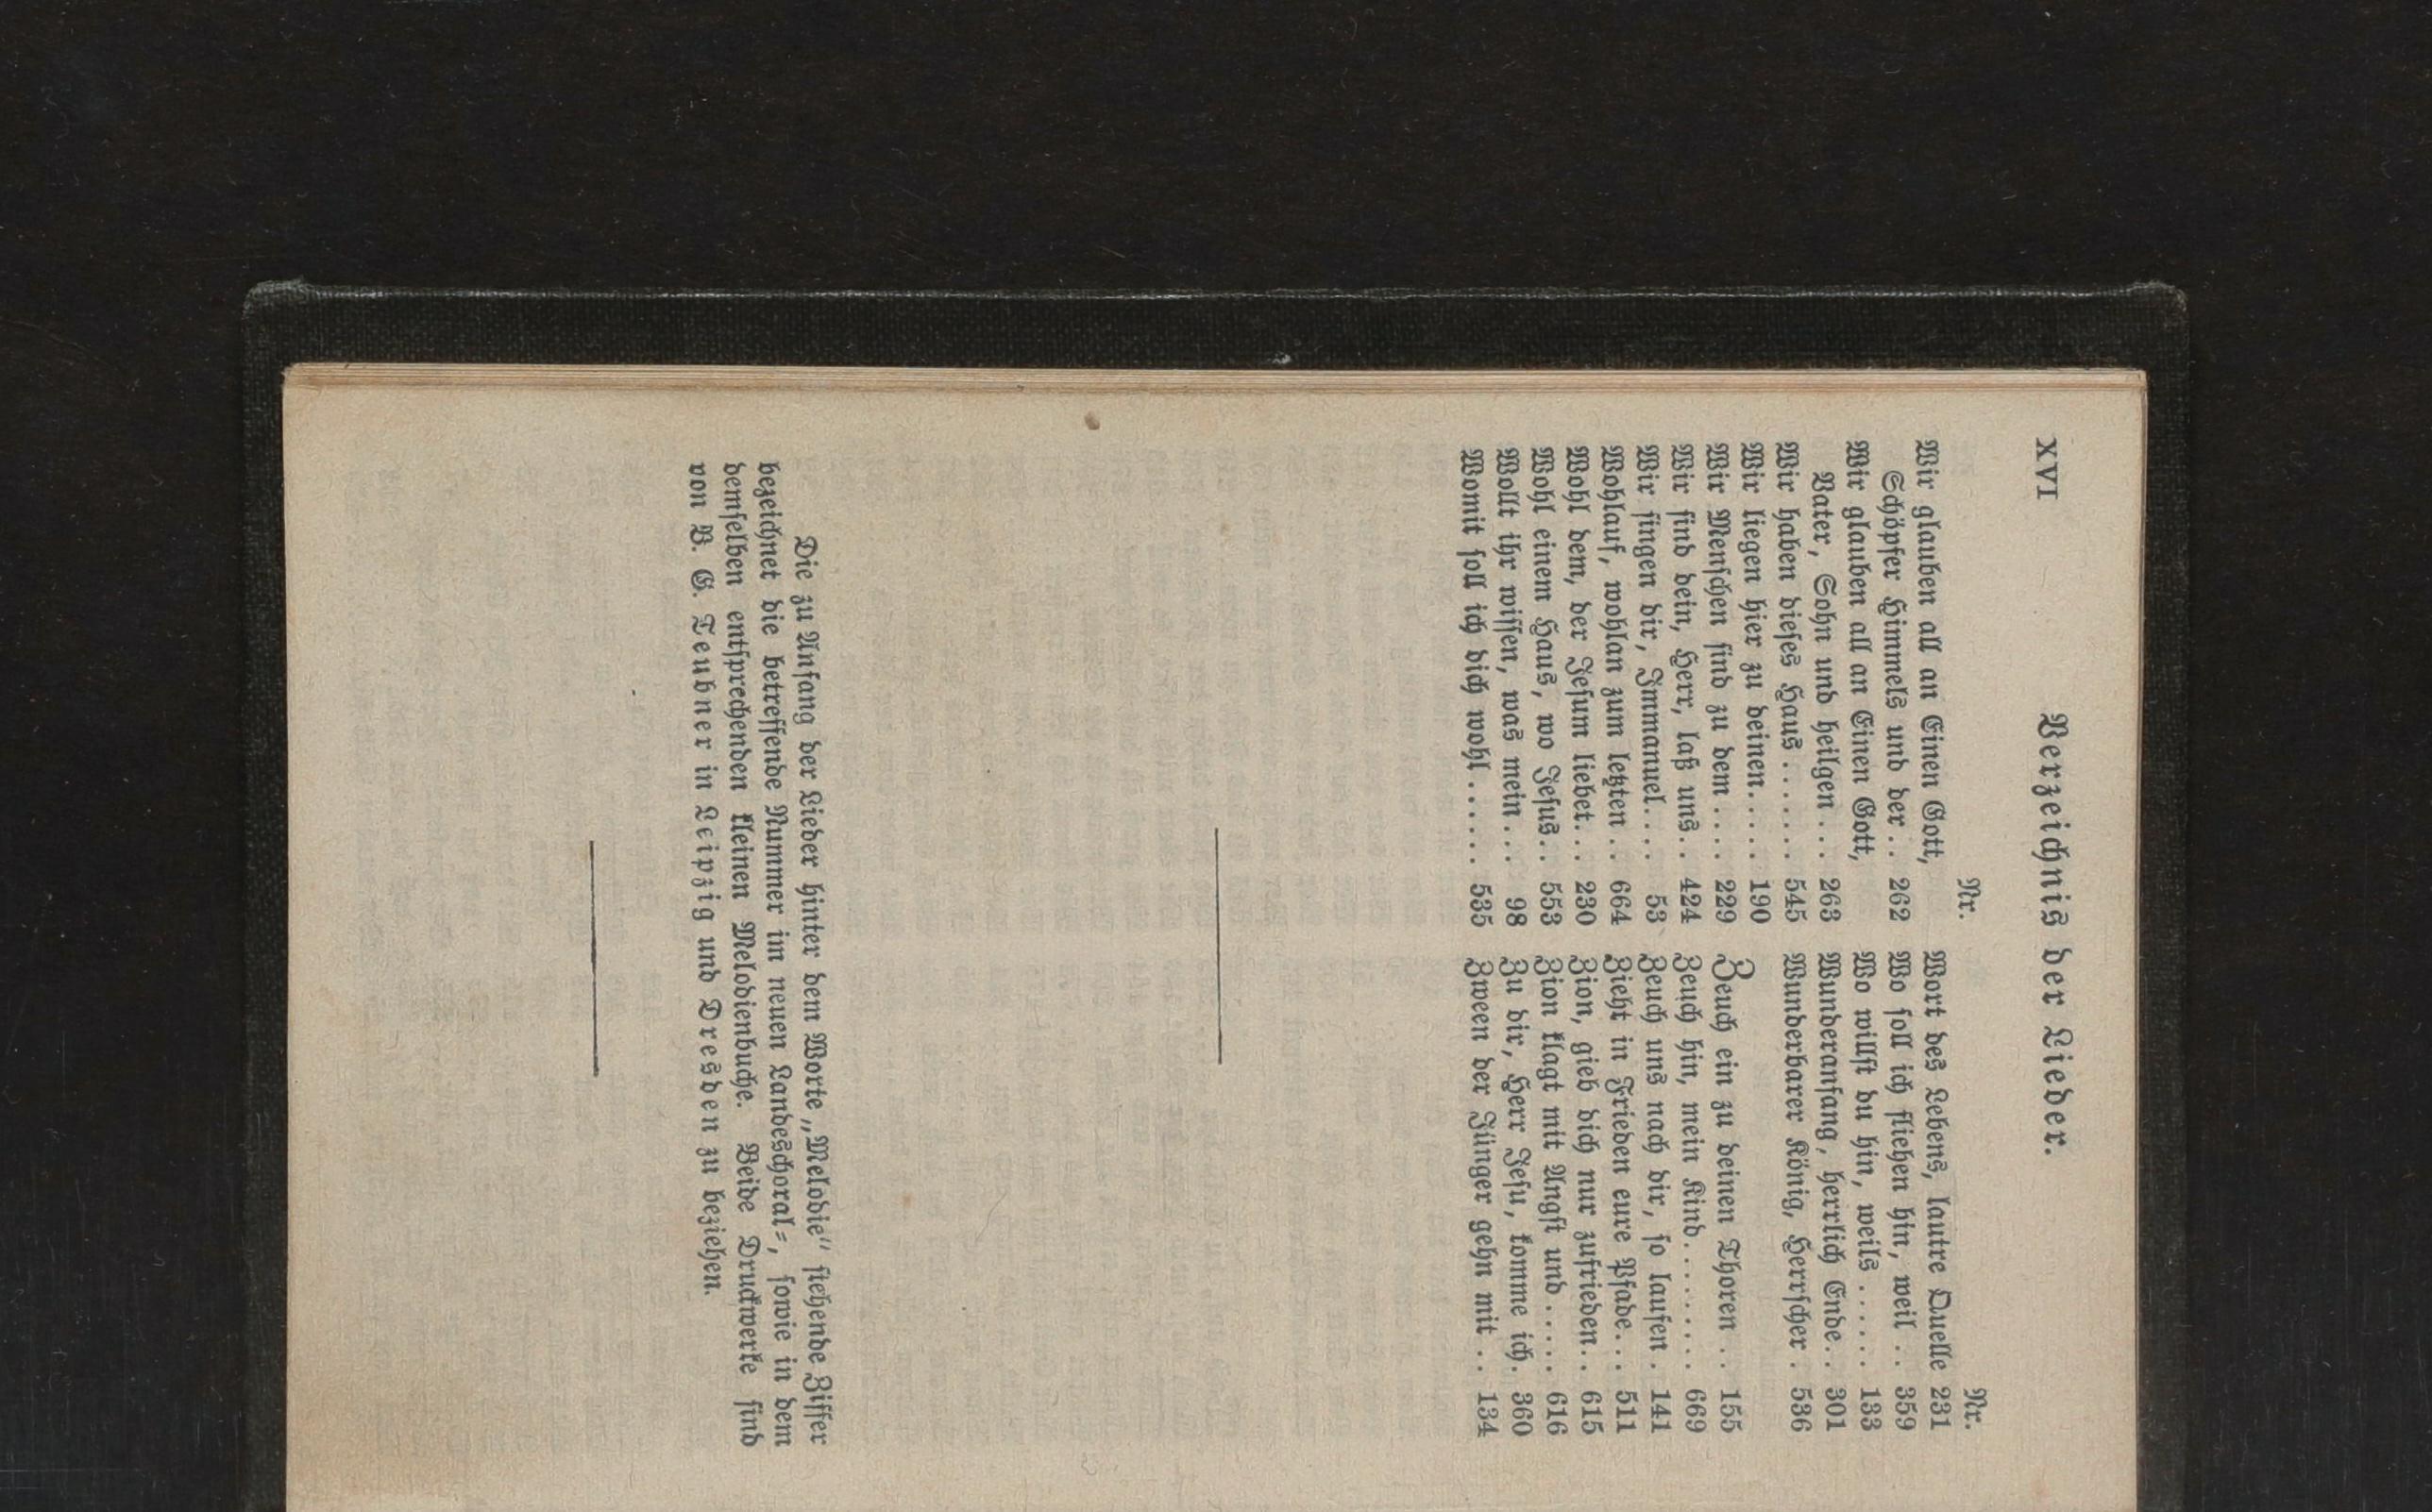 XVI Verzeichnis der Lieder.
Nr.
Wir glauben all an Einen Gott,
Schöpfer Himmels und der . . 262
Wir glauben all an Einen Gott,
Vater, Sohn und heilgen . . . 263
Wir haben dieses Haus . . . . . . 545
Wir liegen hier zu deinen. . . . . 190
Wir Menschen sind zu dem . . . . 229
Wir sind dein, Herr, laß uns. . 424
Wir singen dir, Immanuel. . . . 53
Wohlauf, wohlan zum letzten . . 664
Wohl dem, der Jesum liebet. . . 230
Wohl einem Haus, wo Jesus. . 553
Wollt ihr wissen, was mein . . . 98
Womit soll ich dich wohl . . . . . . 535
Nr.
Wort des Lebens, lautre Quelle 231
Wo soll ich fliehen hin, weil . . 359
Wo willst du hin, weils . . . . . . 133
Wunderanfang, herrlich Ende. . 301
Wunderbarer König, Herrscher . 536
Zeuch ein zu deinen Thoren . . 155
Zeuch hin, mein Kind. . . . . . . . 669
Zeuch uns nach dir, so laufen . 141
Zieht in Frieden eure Pfade. . . 511
Zion, gieb dich nur zufrieden. . 615
Zion klagt mit Angst und . . . . . 616
Zu dir, Herr Jesu, komme ich. 360
Zween der Jünger gehn mit . . 134
Die zu Anfang der Lieder hinter dem Worte „Melodie" stehende Ziffer
bezeichnet die betreffende Nummer im neuen Landeschoral-, sowie in dem
demselben entsprechenden kleinen Melodienbuche. Beide Druckwerke sind
von B. G. Teubner in Leipzig und Dresden zu beziehen.